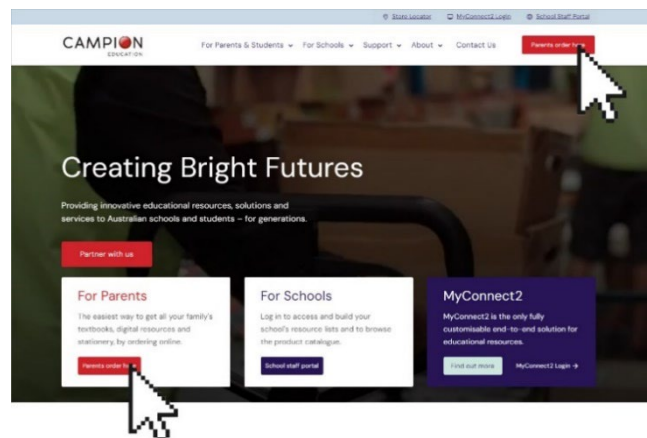 Store Locator MyConnect2 Login School Staff Portal
CAMPION
EDUCATION
For Parents & Students For Schools Support About Contact Us Parents order here
Creating Bright Futures
Providing innovative educational resources, solutions and
services to Australian schools and students – for generations.
Partner with us
For Parents
The easiest way to get all your family's
textbooks, digital resources and
stationery, by ordering online.
Parents order here
For Schools
Log in to access and build your
school's resource lists and to browse
the product catalogue.
School staff portal
MyConnect2
MyConnect2 is the only fully
customisable end-to-end solution for
educational resources.
Find out more MyConnect2 Login →